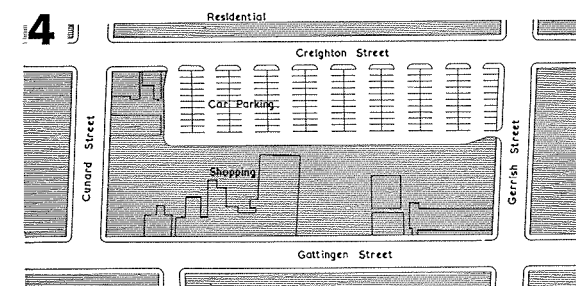 4
Residential
Creighton Street
Car Parking
Cunard Street
Gerrish Street
Shopping
Gottingen Street